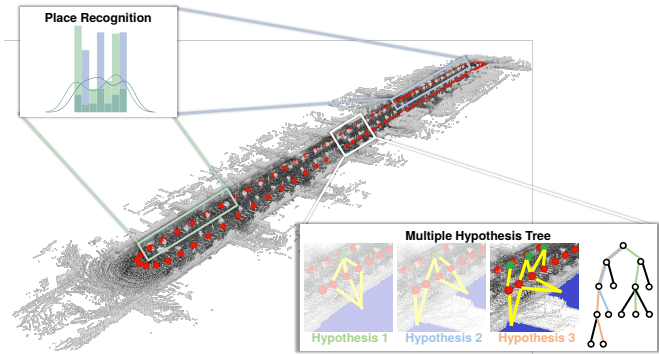 Place Recognition
Multiple Hypothesis Tree
Hypothesis 1
Hypothesis 2
Hypothesis 3